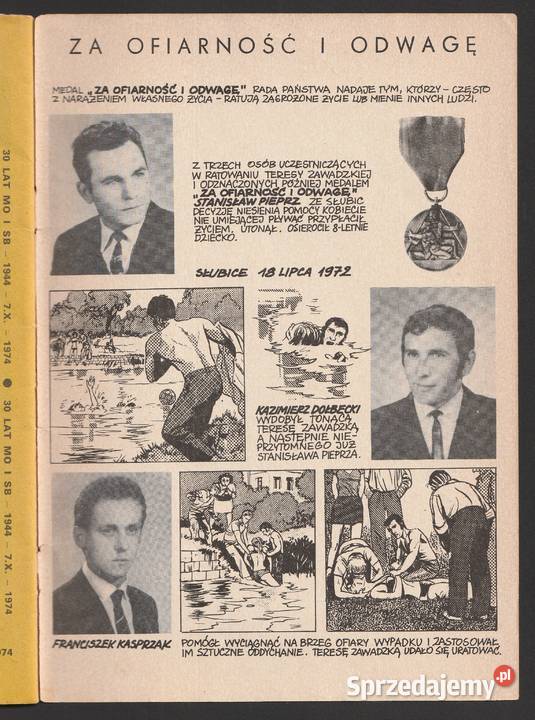 ZA OFIARNOŚĆ I ODWAGĘ
MEDAL „ZA OFIARNOŚĆ I ODWAGĘ" RADA PAŃSTWA NADAJE TYM, KTÓRZY – CZĘSTO
Z NARAŻENIEM WŁASNEGO ŻYCIA – RATUJĄ ZAGROŻONE ŻYCIE LUB MIENIE INNYCH LUDZI.
Z TRZECH OSÓB UCZESTNICZĄCYCH
W RATOWANIU TERESY ZAWADZKIEJ
I ODZNACZONYCH PÓŹNIEJ MEDALEM
„ZA OFIARNOŚĆ I ODWAGĘ"
STANISŁAW PIEPRZ ZE SŁUBIC
DECYZJĘ NIESIENIA POMOCY KOBIECIE
NIE UMIEJĄCEJ PŁYWAĆ PRZYPŁACIŁ
ŻYCIEM. UTONĄŁ. OSIEROCIŁ 8-LETNIE
DZIECKO.
SŁUBICE 18 LIPCA 1972
KAZIMIERZ DOŁBECKI
WYDOBYŁ TONĄCĄ
TERESĘ ZAWADZKĄ
A NASTĘPNIE NIE-
PRZYTOMNEGO JUŻ
STANISŁAWA PIEPRZA.
FRANCISZEK KASPRZAK
POMÓGŁ WYCIĄGNĄĆ NA BRZEG OFIARY WYPADKU I ZASTOSOWAŁ
IM SZTUCZNE ODDYCHANIE. TERESĘ ZAWADZKĄ UDAŁO SIĘ URATOWAĆ.
30 LAT MO I SB – 1944 – 7.X. – 1974 ● 30 LAT MO I SB – 1944 – 7.X. – 1974
974
Sprzedajemy.pl